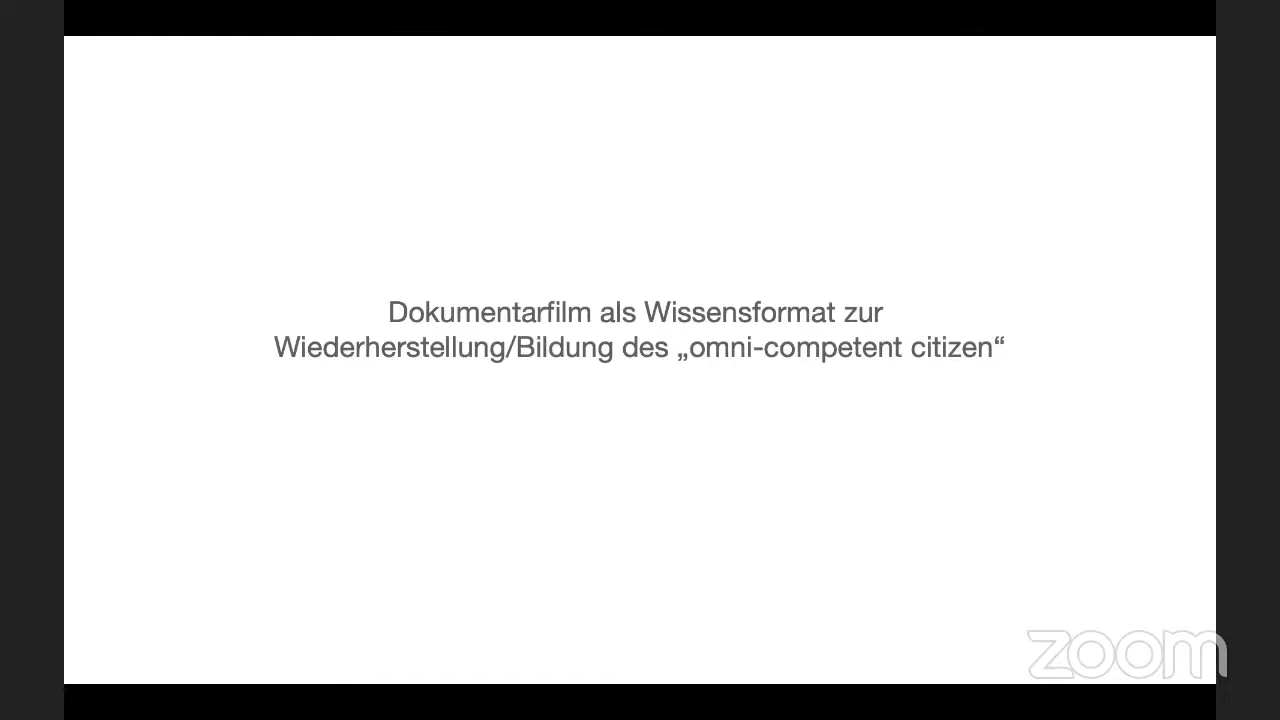 Dokumentarfilm als Wissensformat zur
Wiederherstellung/Bildung des „omni-competent citizen“
zoom